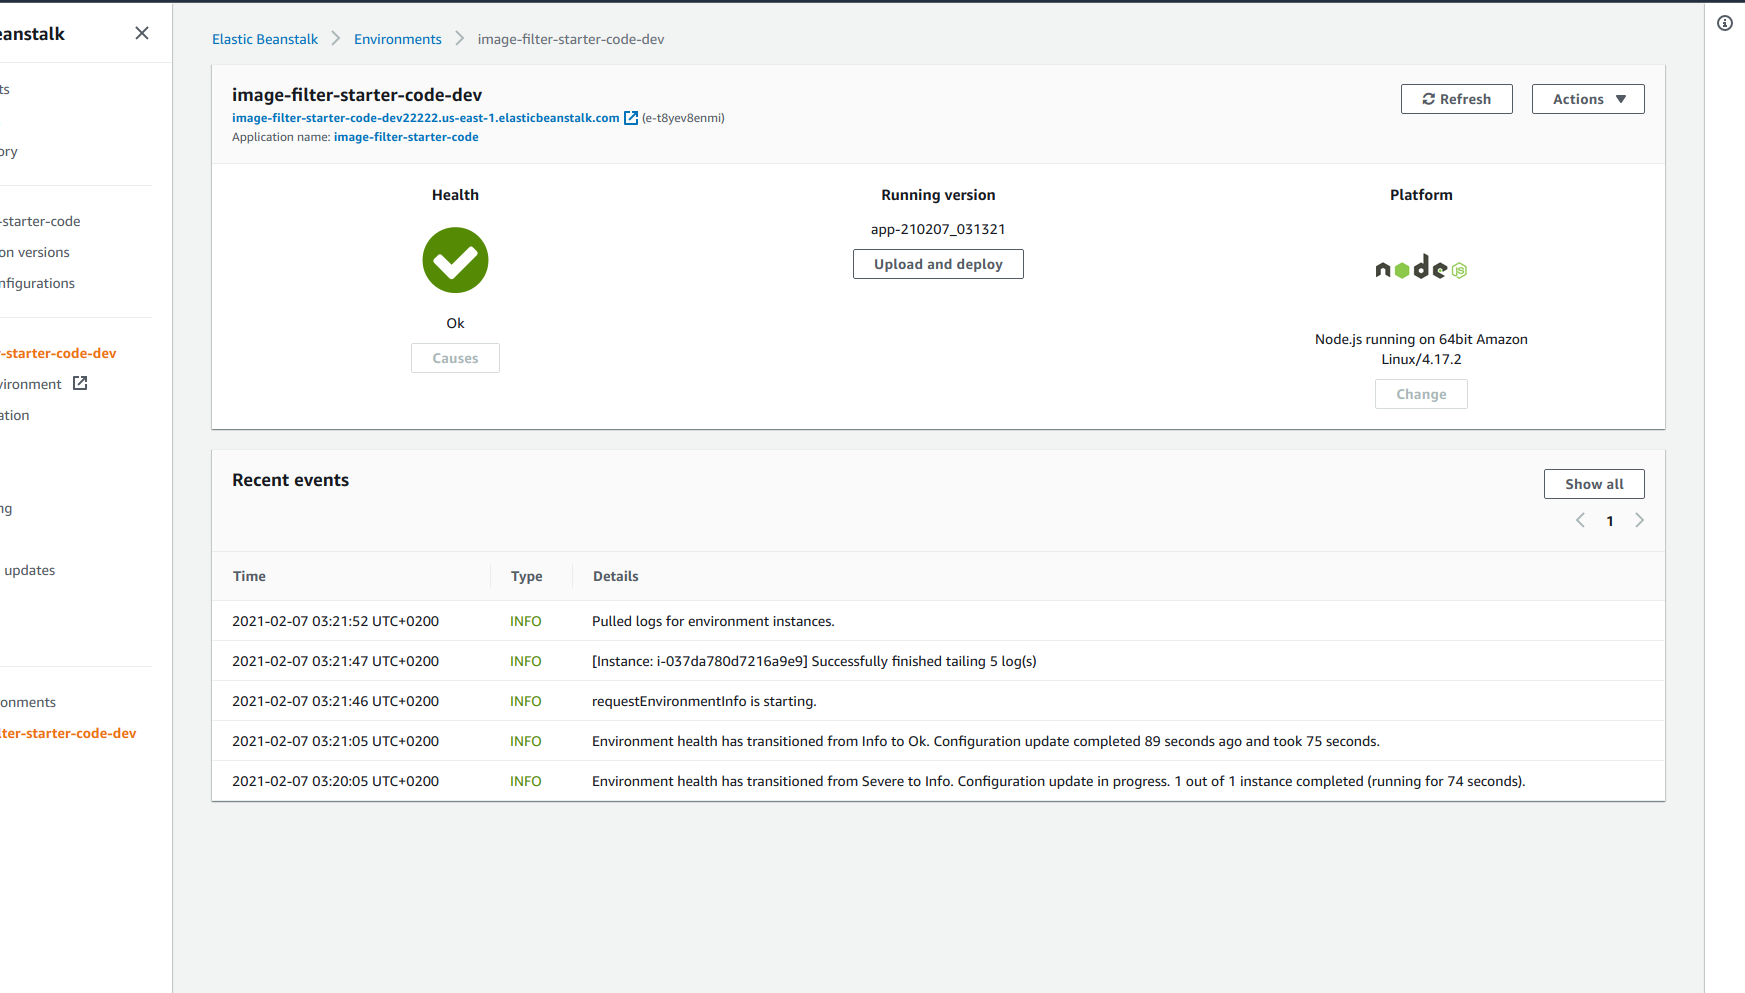 eanstalk
ts
ory
-starter-code
on versions
nfigurations
-starter-code-dev
vironment
ation
ng
updates
onments
lter-starter-code-dev
Elastic Beanstalk > Environments > image-filter-starter-code-dev
image-filter-starter-code-dev
image-filter-starter-code-dev22222.us-east-1.elasticbeanstalk.com (e-t8yev8enmi)
Application name: image-filter-starter-code
Refresh
Actions
Health
Ok
Causes
Running version
app-210207_031321
Upload and deploy
Platform
node JS
Node.js running on 64bit Amazon
Linux/4.17.2
Change
Recent events
Show all
1
Time Type Details
2021-02-07 03:21:52 UTC+0200 INFO Pulled logs for environment instances.
2021-02-07 03:21:47 UTC+0200 INFO [Instance: i-037da780d7216a9e9] Successfully finished tailing 5 log(s)
2021-02-07 03:21:46 UTC+0200 INFO requestEnvironmentInfo is starting.
2021-02-07 03:21:05 UTC+0200 INFO Environment health has transitioned from Info to Ok. Configuration update completed 89 seconds ago and took 75 seconds.
2021-02-07 03:20:05 UTC+0200 INFO Environment health has transitioned from Severe to Info. Configuration update in progress. 1 out of 1 instance completed (running for 74 seconds).